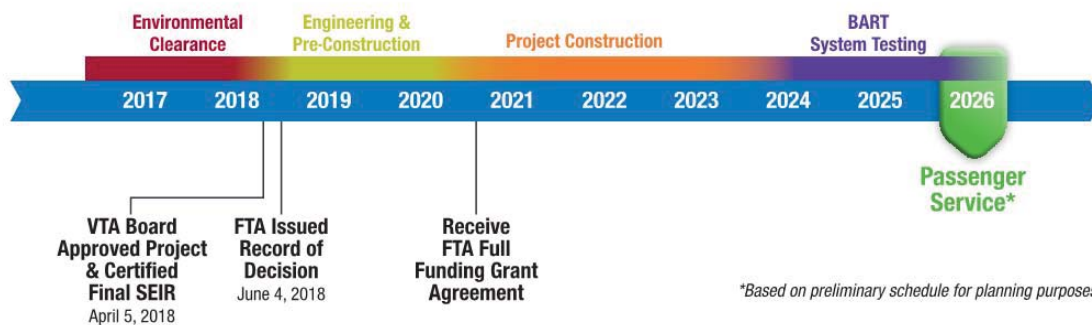 Environmental
Clearance
Engineering &
Pre-Construction
Project Construction
BART
System Testing
2017 2018 2019 2020 2021 2022 2023 2024 2025 2026
Passenger
Service*
VTA Board
Approved Project
& Certified
Final SEIR
April 5, 2018
FTA Issued
Record of
Decision
June 4, 2018
Receive
FTA Full
Funding Grant
Agreement
*Based on preliminary schedule for planning purposes